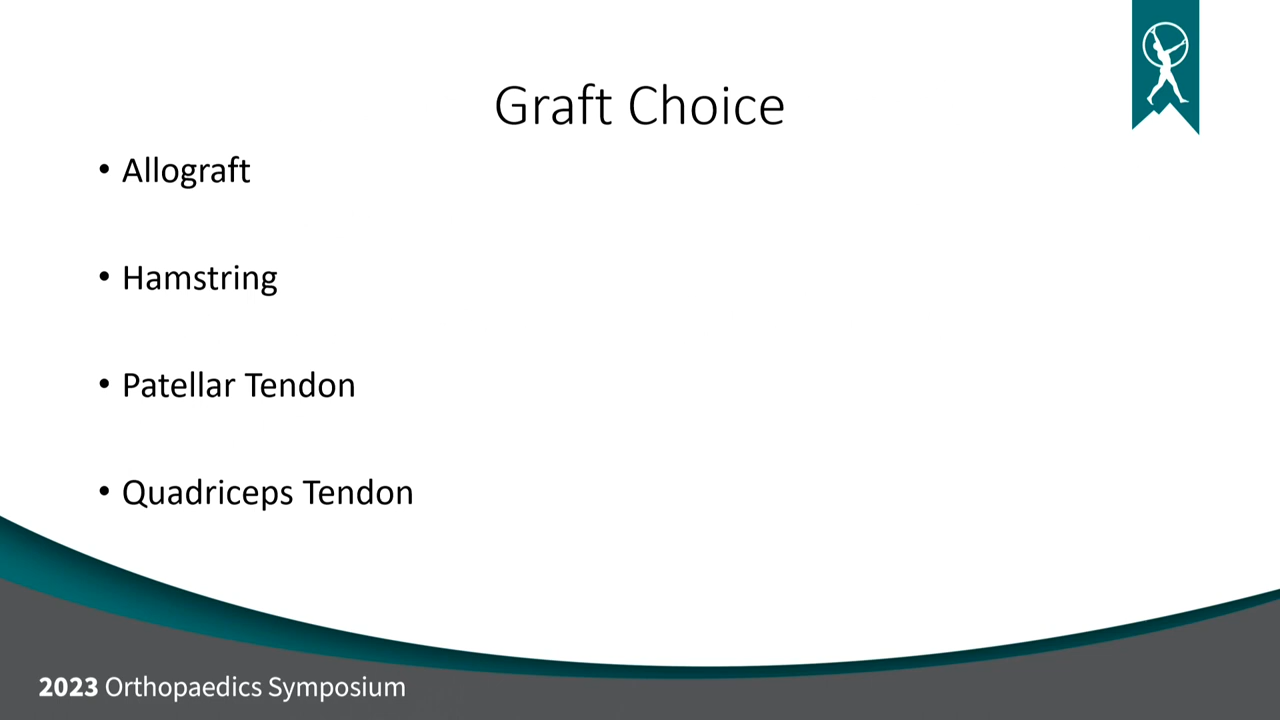 Graft Choice
• Allograft
• Hamstring
• Patellar Tendon
• Quadriceps Tendon
2023 Orthopaedics Symposium